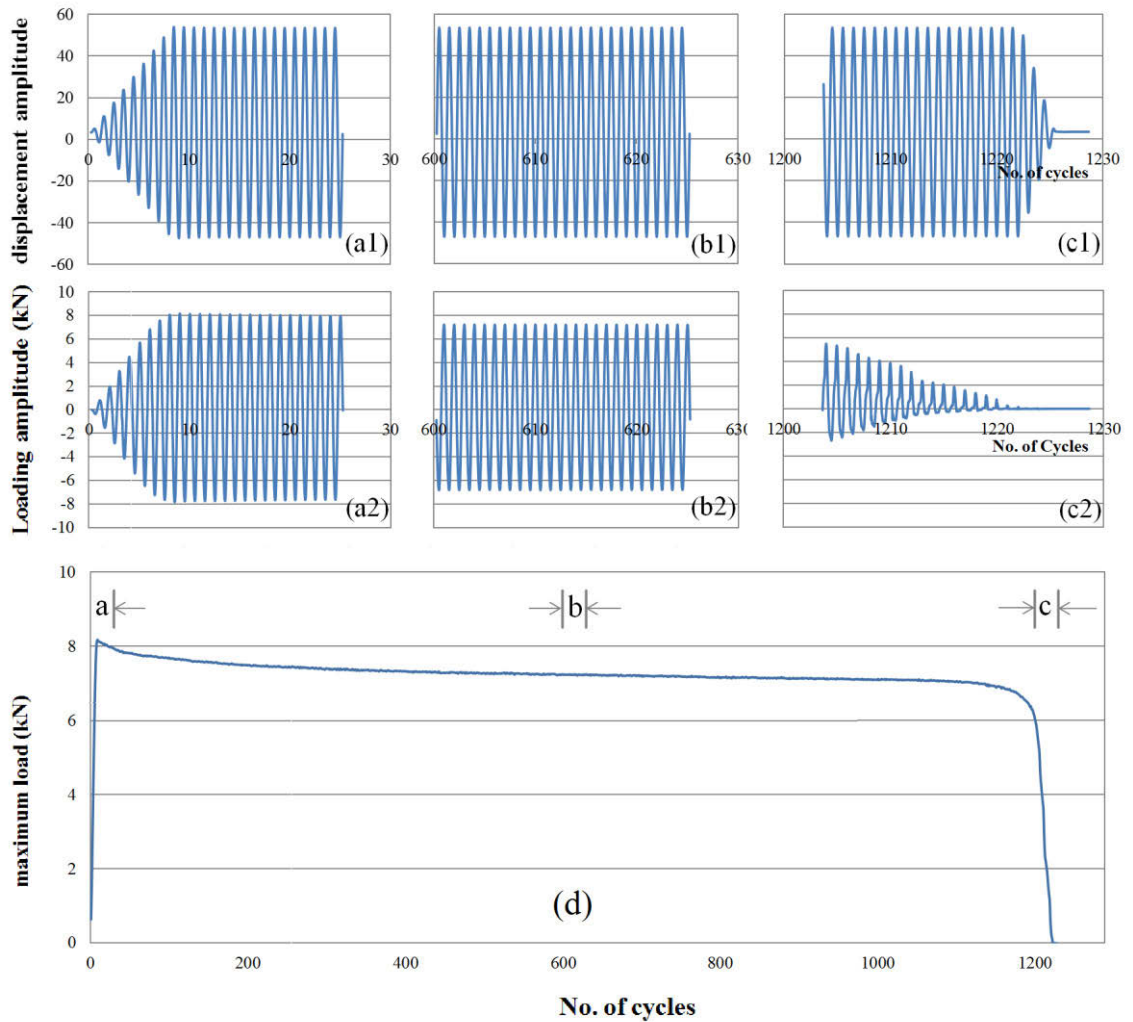 displacement amplitude
60
40
20
0
-20
-40
-60
0 10 20 30
(a1)
600 610 620 630
(b1)
1200 1210 1220 1230
No. of cycles
(c1)
Loading amplitude (kN)
10
8
6
4
2
0
-2
-4
-6
-8
-10
0 10 20 30
(a2)
600 610 620 630
(b2)
1200 1210 1220 1230
No. of Cycles
(c2)
maximum load (kN)
10
8
6
4
2
0
a b c
(d)
0 200 400 600 800 1000 1200
No. of cycles